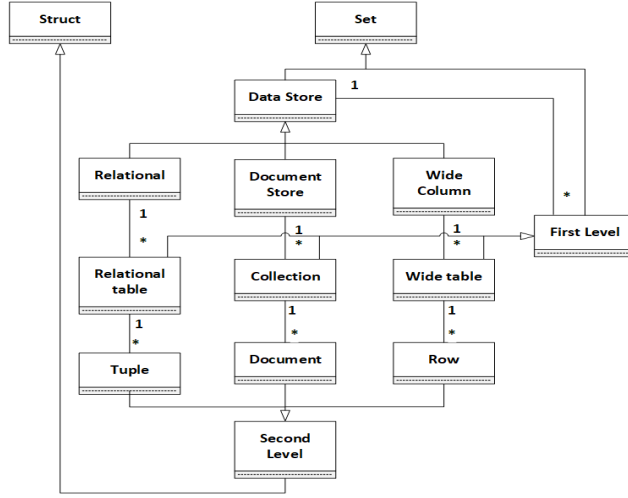 Struct
Set
Data Store
1
Relational
Document
Store
Wide
Column
*
1
1
1
First Level
*
*
*
Relational
table
Collection
Wide table
1
1
1
*
*
*
Tuple
Document
Row
Second
Level